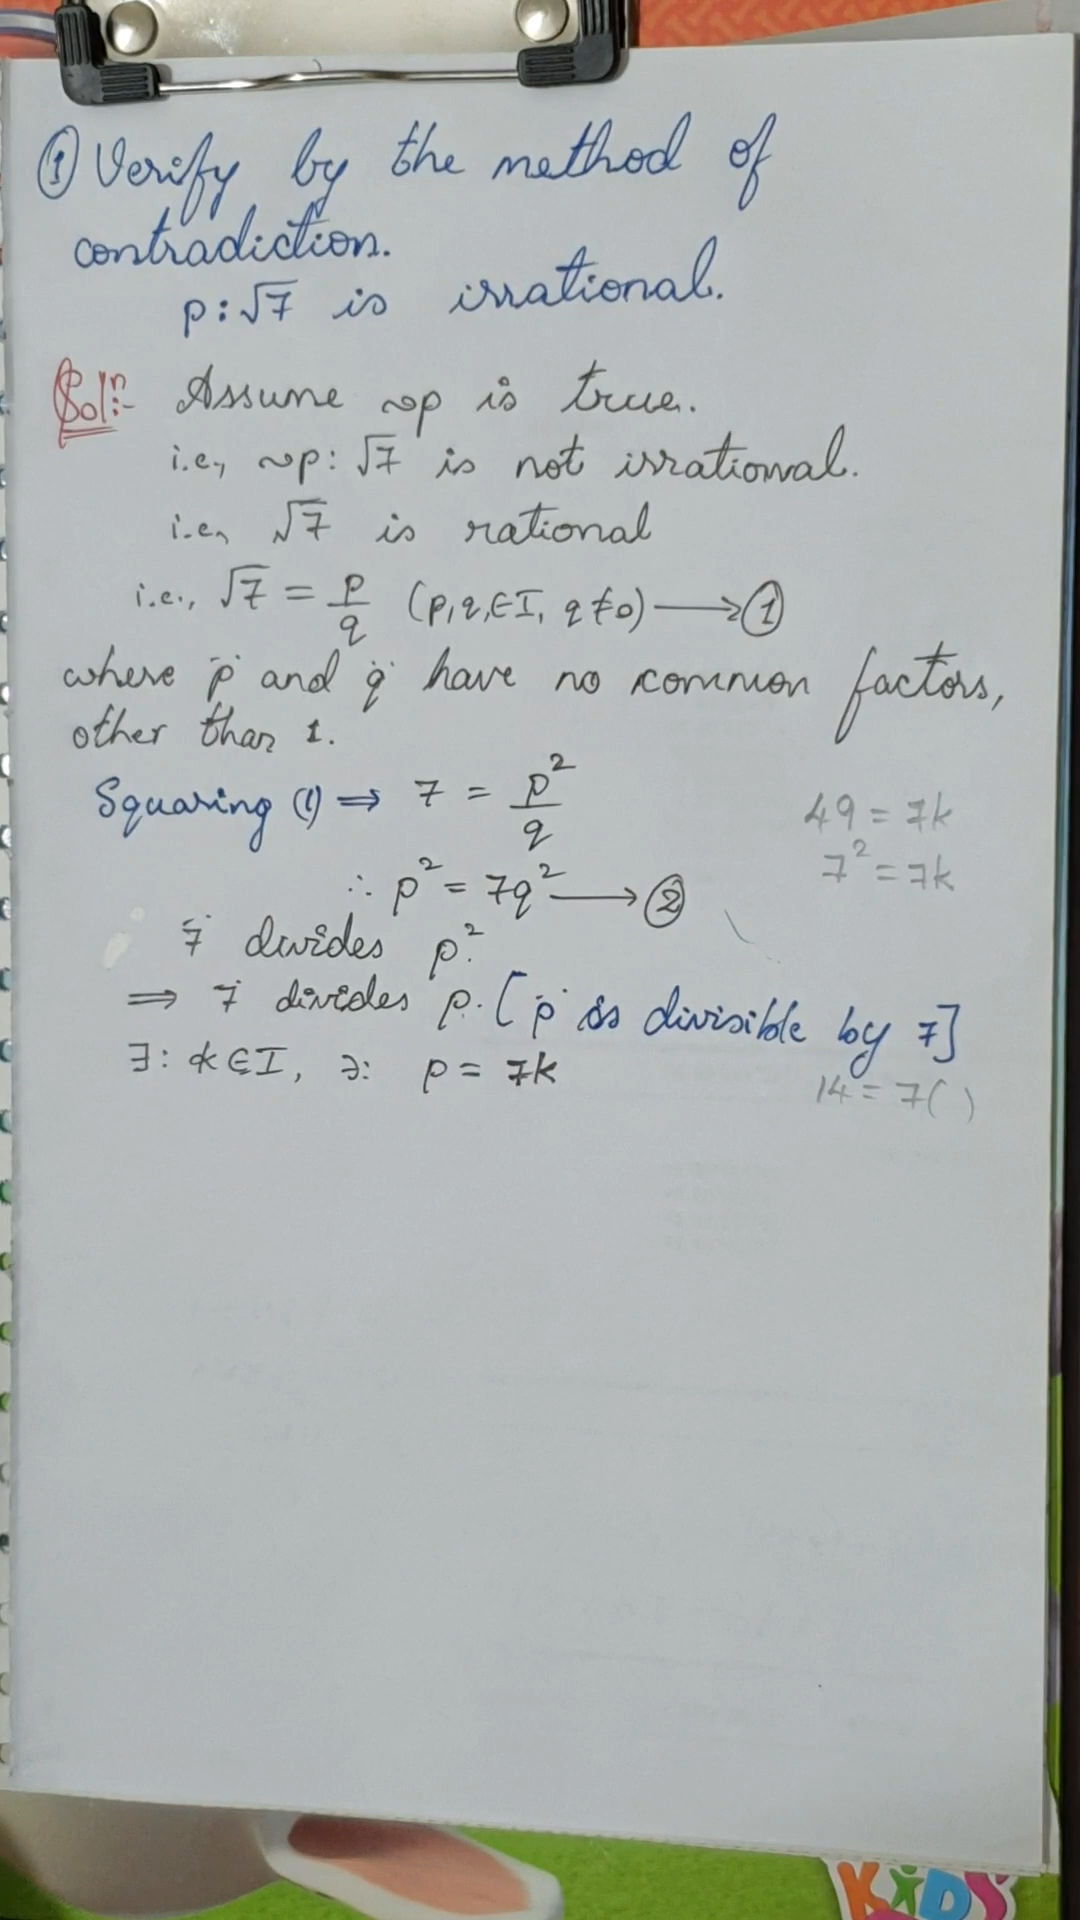 ① Verify by the method of
contradiction.
p: √7 is irrational.
Solⁿ:- Assume ~p is true.
i.e., ~p: √7 is not irrational.
i.e., √7 is rational
i.e., √7 = p/q (p,q,∈I, q≠0) ⟶ ①
where 'p' and 'q' have no common factors,
other than 1.
Squaring (1) ⇒ 7 = p²/q
49 = 7k
7² = 7k
∴ p² = 7q² ⟶ ②
7 divides p².
⇒ 7 divides p. ['p' is divisible by 7]
∃: k∈I, ∋: p = 7k
14 = 7( )
KiDS